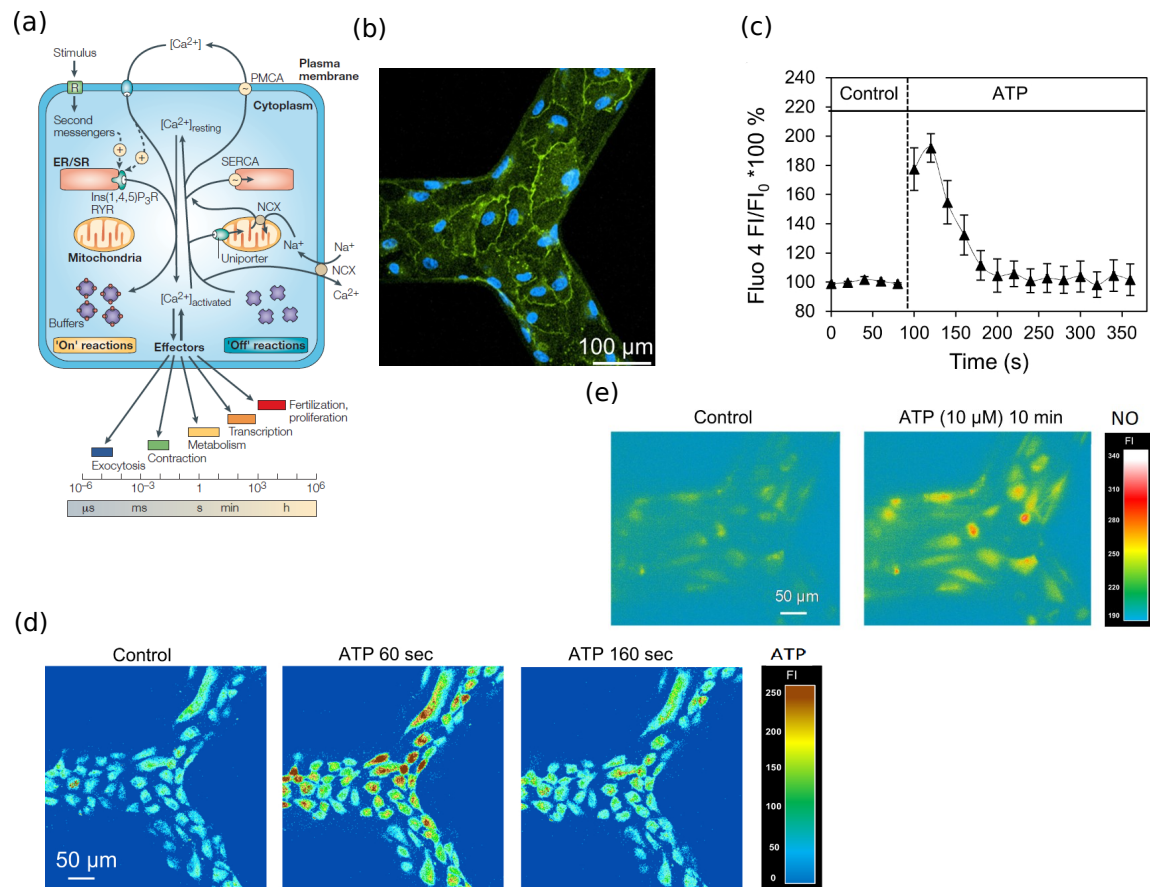 (a)
Stimulus
[Ca²⁺]
Plasma
membrane
PMCA
R
~
Cytoplasm
Second
messengers
[Ca²⁺]resting
+
+
ER/SR
SERCA
~
Ins(1,4,5)P₃R
RYR
NCX
Mitochondria
Na⁺
Na⁺
Uniporter
NCX
Ca²⁺
[Ca²⁺]activated
Buffers
'On' reactions
Effectors
'Off' reactions
Fertilization,
proliferation
Transcription
Metabolism
Contraction
Exocytosis
10⁻⁶
10⁻³
1
10³
10⁶
µs
ms
s
min
h
(b)
100 µm
(c)
Control
ATP
Fluo 4 FI/FI₀ *100 %
240
220
200
180
160
140
120
100
80
0
50
100
150
200
250
300
350
Time (s)
(e)
Control
ATP (10 µM) 10 min
NO
50 µm
FI
340
310
280
250
220
190
(d)
Control
ATP 60 sec
ATP 160 sec
ATP
50 µm
FI
250
200
150
100
50
0